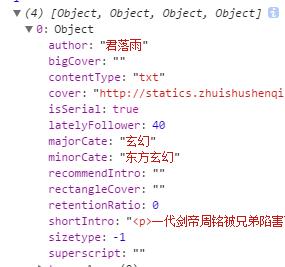 (4) [Object, Object, Object, Object]
0: Object
author: "君落雨"
bigCover: ""
contentType: "txt"
cover: "http://statics.zhuishushenqi
isSerial: true
latelyFollower: 40
majorCate: "玄幻"
minorCate: "东方玄幻"
recommendIntro: ""
rectangleCover: ""
retentionRatio: 0
shortIntro: "<p>一代剑帝周铭被兄弟陷害
sizetype: -1
superscript: ""